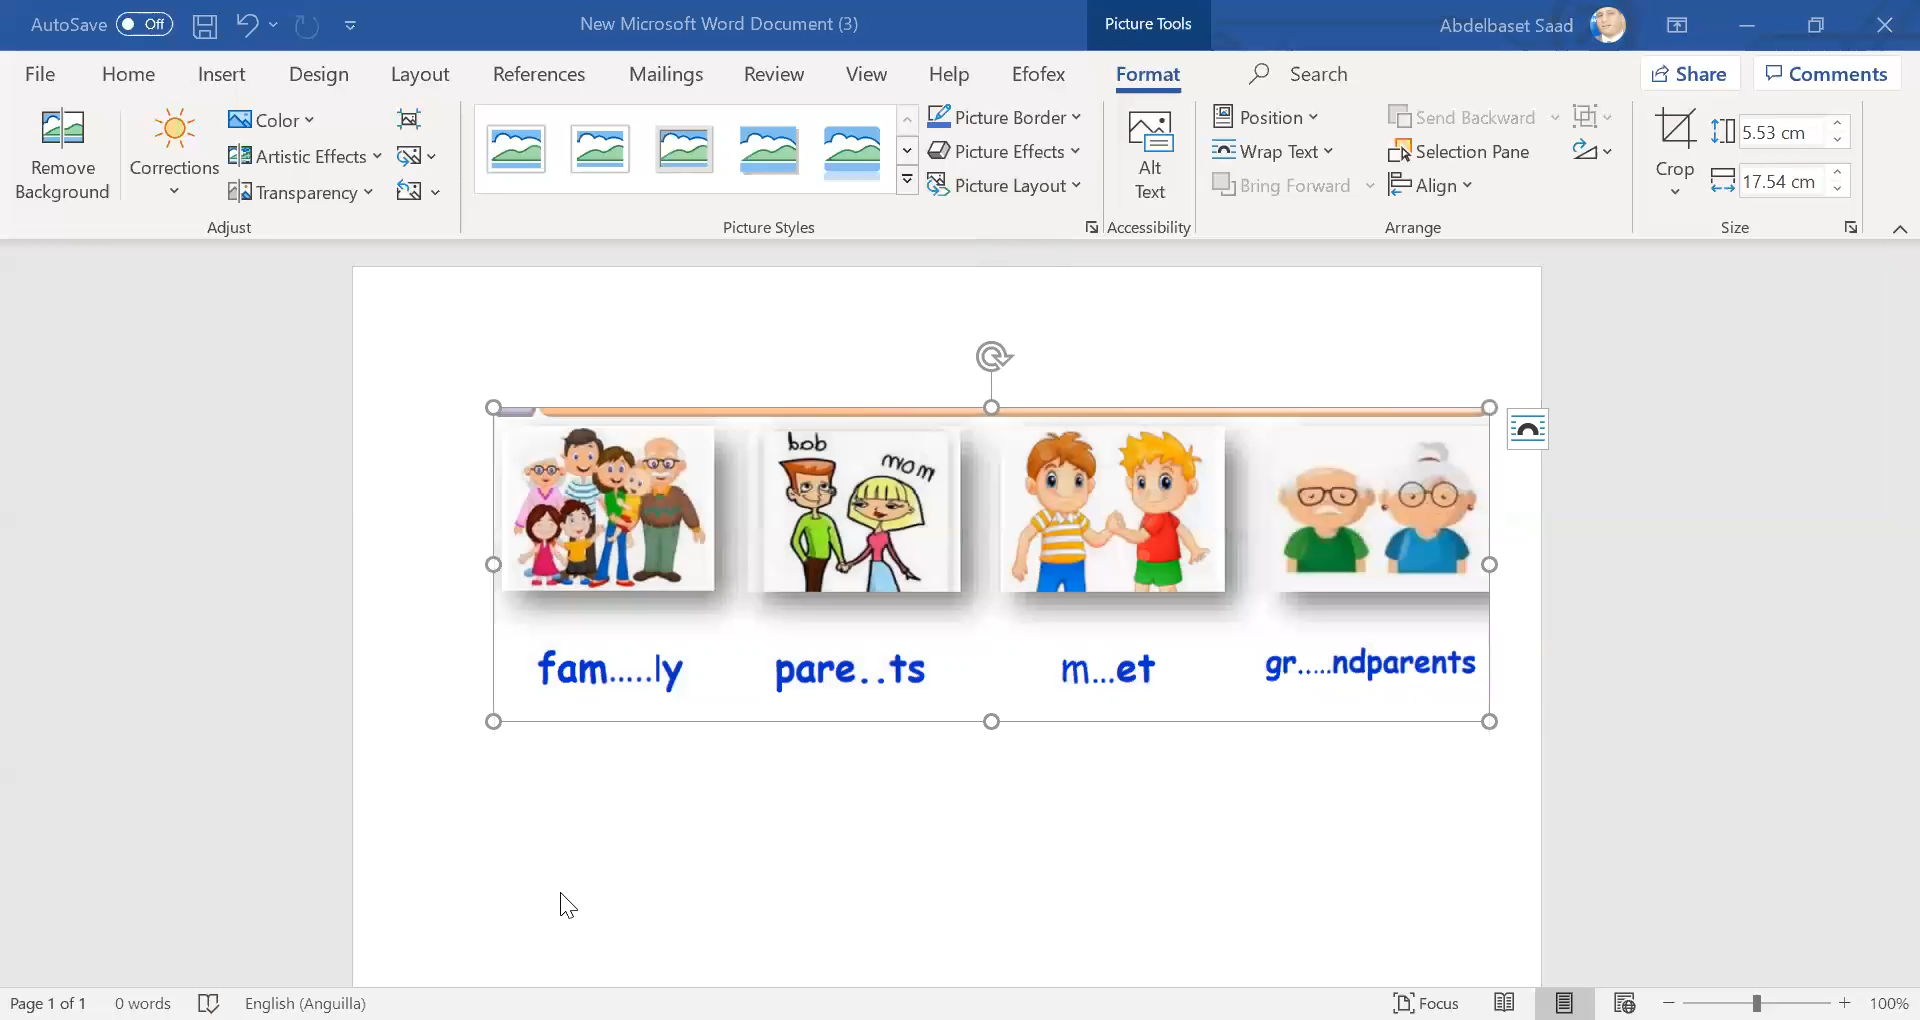 AutoSave Off New Microsoft Word Document (3) Picture Tools Abdelbaset Saad
File Home Insert Design Layout References Mailings Review View Help Efofex Format Search Share Comments
Remove Background
Corrections
Color
Artistic Effects
Transparency
Adjust
Picture Styles
Picture Border
Picture Effects
Picture Layout
Alt Text
Accessibility
Position
Wrap Text
Bring Forward
Send Backward
Selection Pane
Align
Arrange
Crop
5.53 cm
17.54 cm
Size
bob
mom
fam.....ly pare..ts m...et gr.....ndparents
Page 1 of 1 0 words English (Anguilla) Focus 100%